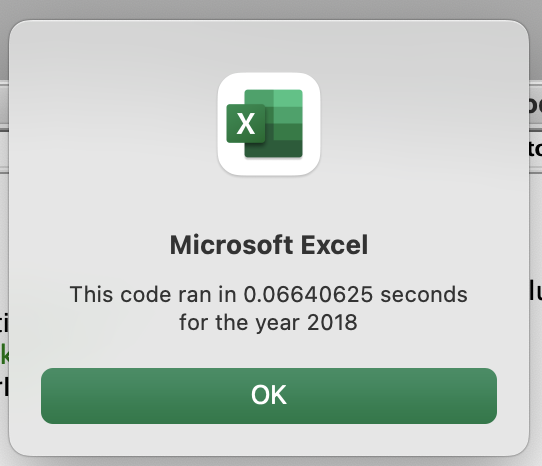 X
Microsoft Excel
This code ran in 0.06640625 seconds
for the year 2018
OK